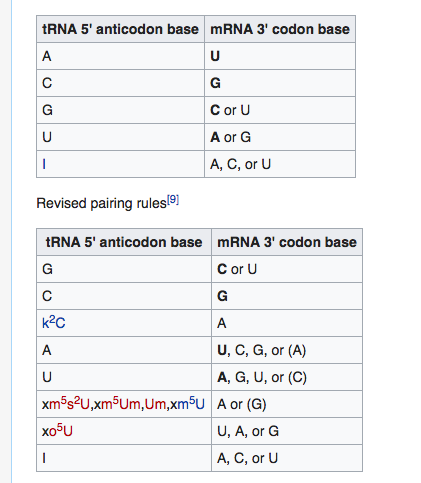 tRNA 5' anticodon base mRNA 3' codon base
A U
C G
G C or U
U A or G
I A, C, or U
Revised pairing rules[9]
tRNA 5' anticodon base mRNA 3' codon base
G C or U
C G
k²C A
A U, C, G, or (A)
U A, G, U, or (C)
xm⁵s²U,xm⁵Um,Um,xm⁵U A or (G)
xo⁵U U, A, or G
I A, C, or U